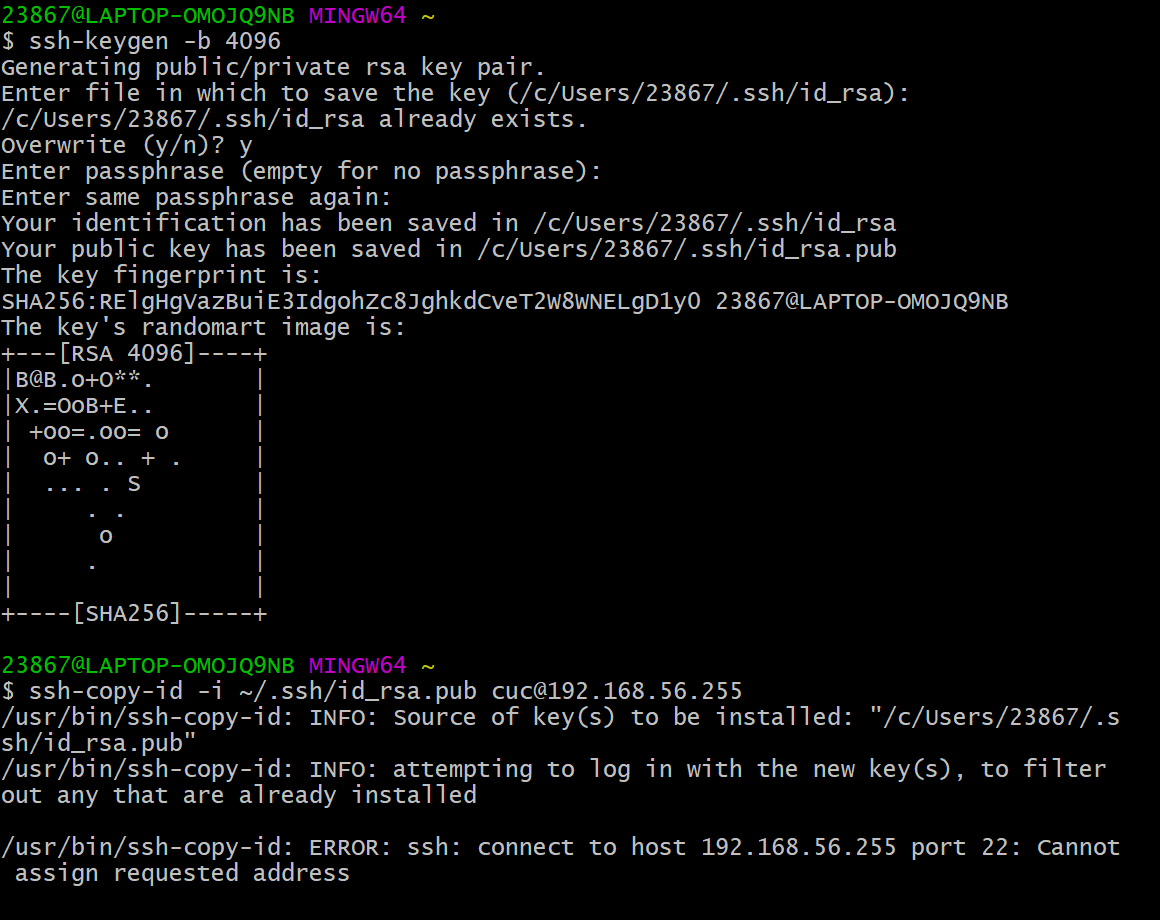 23867@LAPTOP-OMOJQ9NB MINGW64 ~
$ ssh-keygen -b 4096
Generating public/private rsa key pair.
Enter file in which to save the key (/c/Users/23867/.ssh/id_rsa):
/c/Users/23867/.ssh/id_rsa already exists.
Overwrite (y/n)? y
Enter passphrase (empty for no passphrase):
Enter same passphrase again:
Your identification has been saved in /c/Users/23867/.ssh/id_rsa
Your public key has been saved in /c/Users/23867/.ssh/id_rsa.pub
The key fingerprint is:
SHA256:RElgHgVazBuiE3IdgohZc8JghkdCveT2W8WNELgD1y0 23867@LAPTOP-OMOJQ9NB
The key's randomart image is:
+---[RSA 4096]----+
|B@B.o+O**.       |
|X.=OoB+E..       |
| +oo=.oo= o      |
|  o+ o.. + .     |
|  ... . S        |
|     . .         |
|      o          |
|     .           |
|                 |
+----[SHA256]-----+
23867@LAPTOP-OMOJQ9NB MINGW64 ~
$ ssh-copy-id -i ~/.ssh/id_rsa.pub cuc@192.168.56.255
/usr/bin/ssh-copy-id: INFO: Source of key(s) to be installed: "/c/Users/23867/.s
sh/id_rsa.pub"
/usr/bin/ssh-copy-id: INFO: attempting to log in with the new key(s), to filter
out any that are already installed
/usr/bin/ssh-copy-id: ERROR: ssh: connect to host 192.168.56.255 port 22: Cannot
 assign requested address